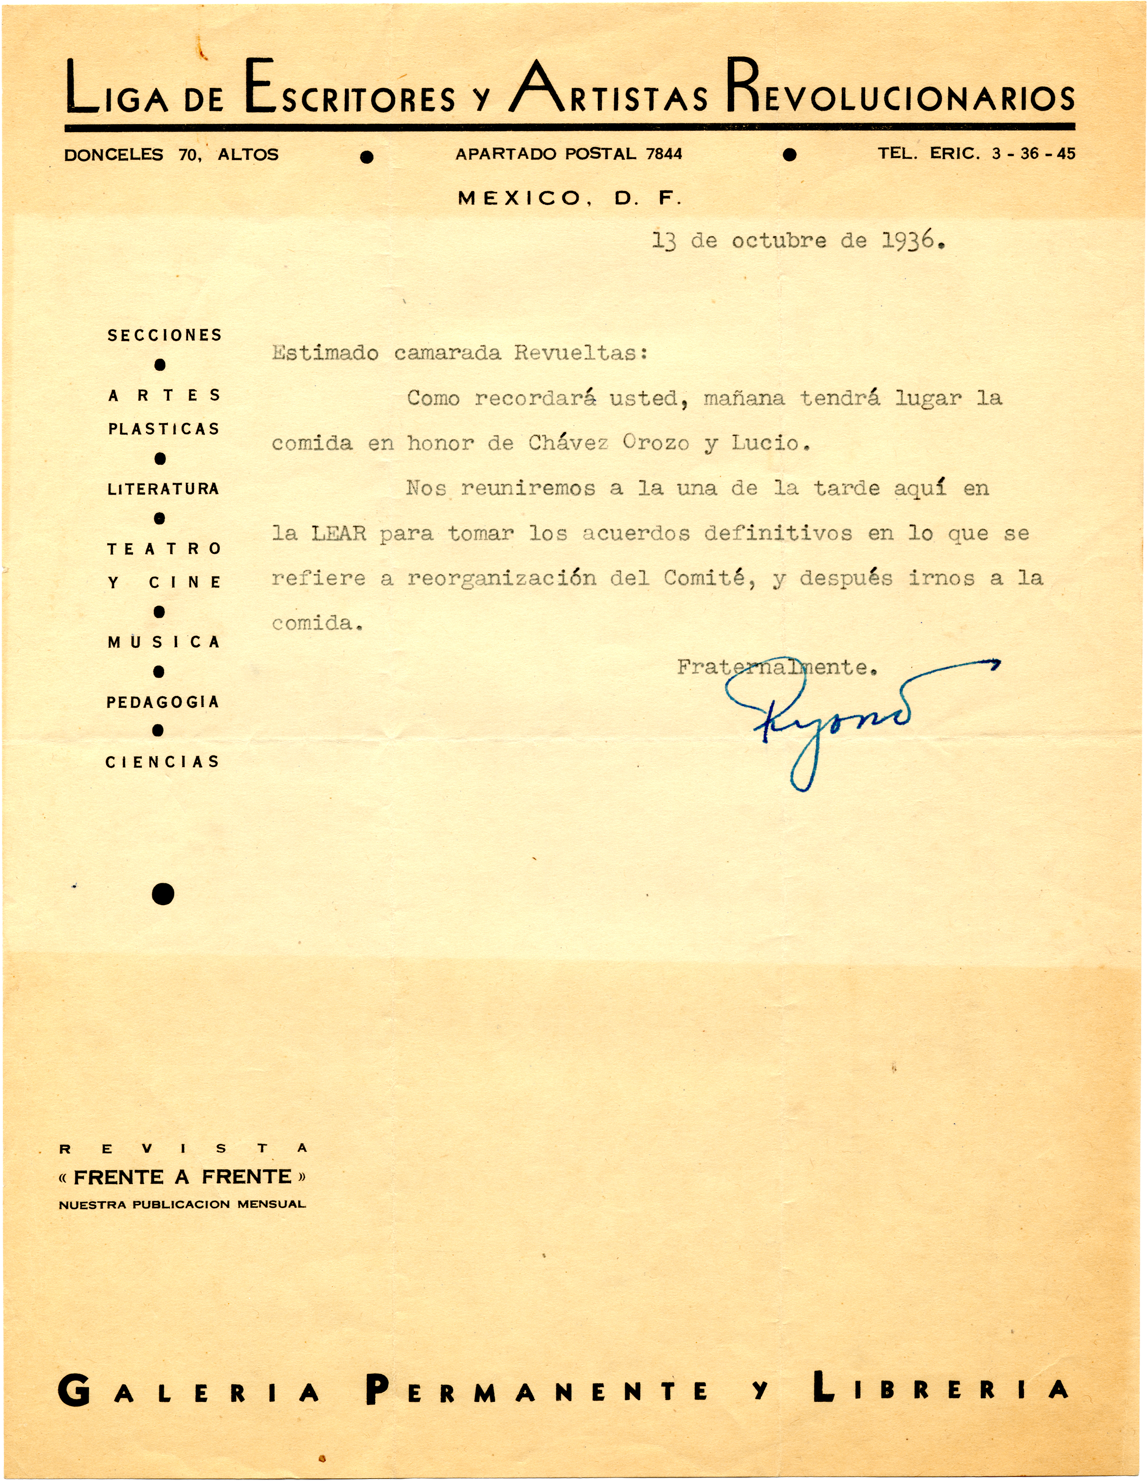 LIGA DE ESCRITORES Y ARTISTAS REVOLUCIONARIOS
DONCELES 70, ALTOS ● APARTADO POSTAL 7844 ● TEL. ERIC. 3 - 36 - 45
MEXICO, D. F.
13 de octubre de 1936.
SECCIONES
●
ARTES
PLASTICAS
●
LITERATURA
●
TEATRO
Y CINE
●
MUSICA
●
PEDAGOGIA
●
CIENCIAS
Estimado camarada Revueltas:
Como recordará usted, mañana tendrá lugar la
comida en honor de Chávez Orozo y Lucio.
Nos reuniremos a la una de la tarde aquí en
la LEAR para tomar los acuerdos definitivos en lo que se
refiere a reorganización del Comité, y después irnos a la
comida.
Fraternalmente.
REVISTA
« FRENTE A FRENTE »
NUESTRA PUBLICACION MENSUAL
GALERIA PERMANENTE Y LIBRERIA